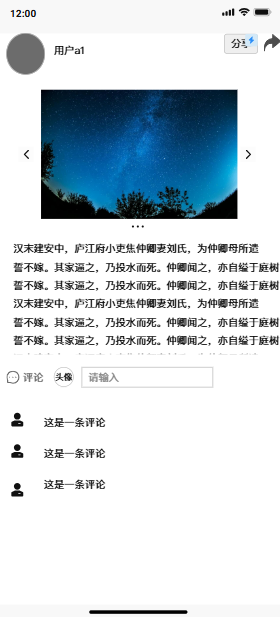 12:00
用户a1
分享
汉末建安中，庐江府小吏焦仲卿妻刘氏，为仲卿母所遣
誓不嫁。其家逼之，乃投水而死。仲卿闻之，亦自缢于庭树
誓不嫁。其家逼之，乃投水而死。仲卿闻之，亦自缢于庭树
汉末建安中，庐江府小吏焦仲卿妻刘氏，为仲卿母所遣
誓不嫁。其家逼之，乃投水而死。仲卿闻之，亦自缢于庭树
誓不嫁。其家逼之，乃投水而死。仲卿闻之，亦自缢于庭树
评论 头像 请输入
这是一条评论
这是一条评论
这是一条评论